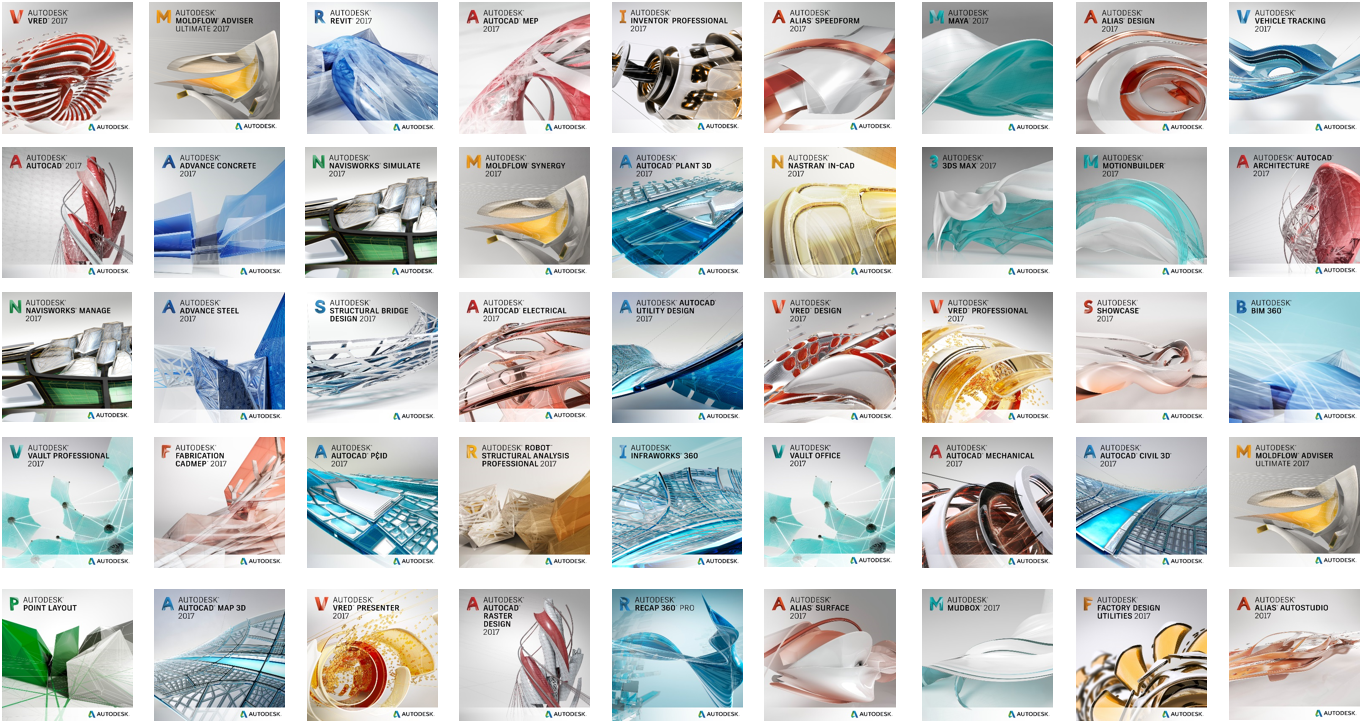 V AUTODESK®
VRED™ 2017
AUTODESK.
M AUTODESK®
MOLDFLOW® ADVISER
ULTIMATE 2017
AUTODESK.
R AUTODESK®
REVIT® 2017
AUTODESK.
A AUTODESK®
AUTOCAD® MEP
2017
AUTODESK.
I AUTODESK®
INVENTOR® PROFESSIONAL
2017
AUTODESK.
A AUTODESK®
ALIAS® SPEEDFORM
AUTODESK.
M AUTODESK®
MAYA® 2017
AUTODESK.
A AUTODESK®
ALIAS® DESIGN
2017
AUTODESK.
V AUTODESK®
VEHICLE TRACKING
2017
AUTODESK.
A AUTODESK®
AUTOCAD® 2017
AUTODESK.
A AUTODESK®
ADVANCE CONCRETE
2017
AUTODESK.
N AUTODESK®
NAVISWORKS® SIMULATE
2017
AUTODESK.
M AUTODESK®
MOLDFLOW® SYNERGY
2017
AUTODESK.
A AUTODESK®
AUTOCAD® PLANT 3D
2017
AUTODESK.
N AUTODESK®
NASTRAN® IN-CAD
2017
AUTODESK.
3 AUTODESK®
3DS MAX® 2017
AUTODESK.
M AUTODESK®
MOTIONBUILDER®
2017
AUTODESK.
A AUTODESK® AUTOCAD®
ARCHITECTURE
2017
AUTODESK.
N AUTODESK®
NAVISWORKS® MANAGE
2017
AUTODESK.
A AUTODESK®
ADVANCE STEEL
2017
AUTODESK.
S AUTODESK®
STRUCTURAL BRIDGE
DESIGN 2017
AUTODESK.
A AUTODESK®
AUTOCAD® ELECTRICAL
2017
AUTODESK.
A AUTODESK® AUTOCAD®
UTILITY DESIGN
2017
AUTODESK.
V AUTODESK®
VRED™ DESIGN
2017
AUTODESK.
V AUTODESK®
VRED™ PROFESSIONAL
2017
AUTODESK.
S AUTODESK®
SHOWCASE®
2017
AUTODESK.
B AUTODESK®
BIM 360™
AUTODESK.
V AUTODESK®
VAULT PROFESSIONAL
2017
AUTODESK.
F AUTODESK®
FABRICATION
CADMEP™ 2017
AUTODESK.
A AUTODESK®
AUTOCAD® P&ID
2017
AUTODESK.
R AUTODESK® ROBOT™
STRUCTURAL ANALYSIS
PROFESSIONAL 2017
AUTODESK.
I AUTODESK®
INFRAWORKS® 360
AUTODESK.
V AUTODESK®
VAULT OFFICE
2017
AUTODESK.
A AUTODESK®
AUTOCAD® MECHANICAL
2017
AUTODESK.
A AUTODESK®
AUTOCAD® CIVIL 3D®
2017
AUTODESK.
M AUTODESK®
MOLDFLOW® ADVISER
ULTIMATE 2017
AUTODESK.
P AUTODESK®
POINT LAYOUT
AUTODESK.
A AUTODESK®
AUTOCAD® MAP 3D
2017
AUTODESK.
V AUTODESK®
VRED™ PRESENTER
2017
AUTODESK.
A AUTODESK®
AUTOCAD®
RASTER
DESIGN
2017
AUTODESK.
R AUTODESK®
RECAP 360™ PRO
AUTODESK.
A AUTODESK®
ALIAS® SURFACE
2017
AUTODESK.
M AUTODESK®
MUDBOX® 2017
AUTODESK.
F AUTODESK®
FACTORY DESIGN
UTILITIES 2017
AUTODESK.
A AUTODESK®
ALIAS® AUTOSTUDIO
2017
AUTODESK.